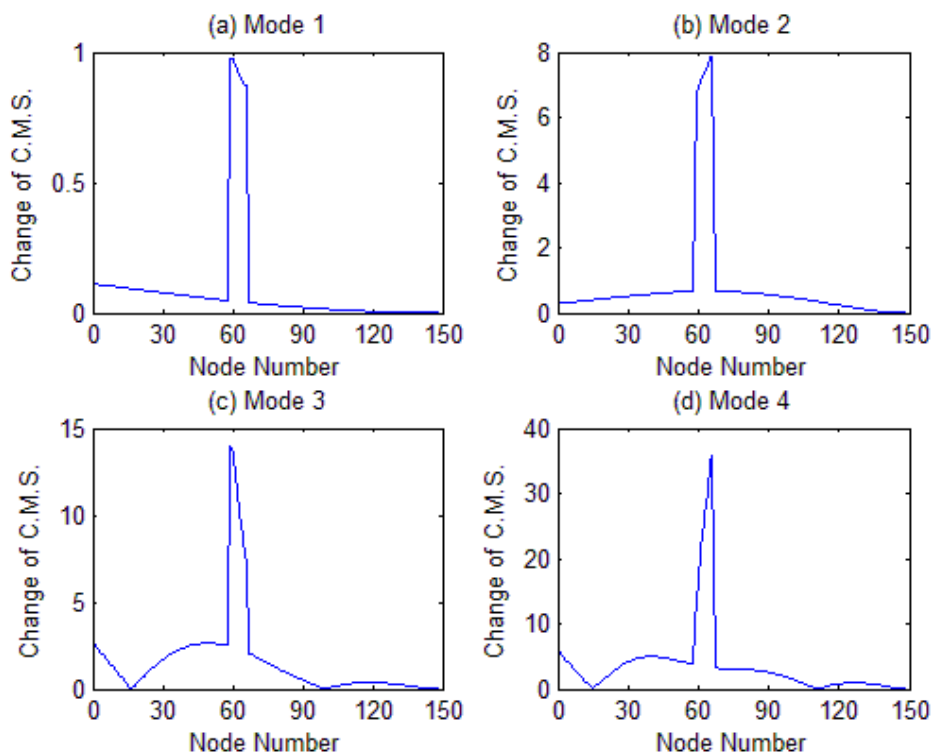 (a) Mode 1
1
0.5
0
Change of C.M.S.
0 30 60 90 120 150
Node Number
(b) Mode 2
8
6
4
2
0
Change of C.M.S.
0 30 60 90 120 150
Node Number
(c) Mode 3
15
10
5
0
Change of C.M.S.
0 30 60 90 120 150
Node Number
(d) Mode 4
40
30
20
10
0
Change of C.M.S.
0 30 60 90 120 150
Node Number